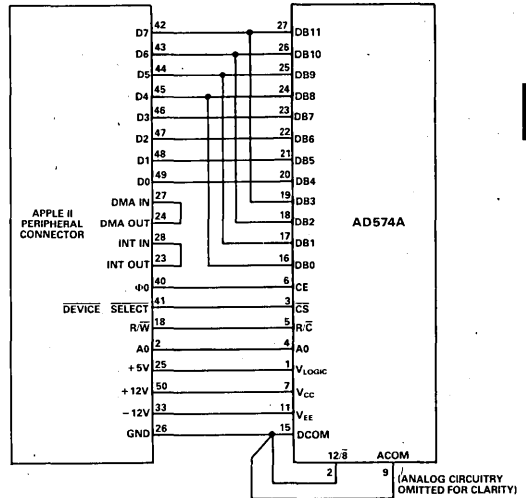 42 27
D7 DB11
43 26
D6 DB10
44 25
D5 DB9
45 24
D4 DB8
46 23
D3 DB7
47 22
D2 DB6
48 21
D1 DB5
49 20
D0 DB4
27 19
DMA IN DB3
24 18
DMA OUT DB2
28 17
INT IN DB1
23 16
INT OUT DB0
APPLE II
PERIPHERAL
CONNECTOR
AD574A
40 6
Φ0 CE
41 3
DEVICE SELECT CS
18 5
R/W R/C
2 4
A0 A0
25 1
+5V VLOGIC
50 7
+12V VCC
33 11
−12V VEE
26 15
GND DCOM
12/8 ACOM
2 9
(ANALOG CIRCUITRY
OMITTED FOR CLARITY)